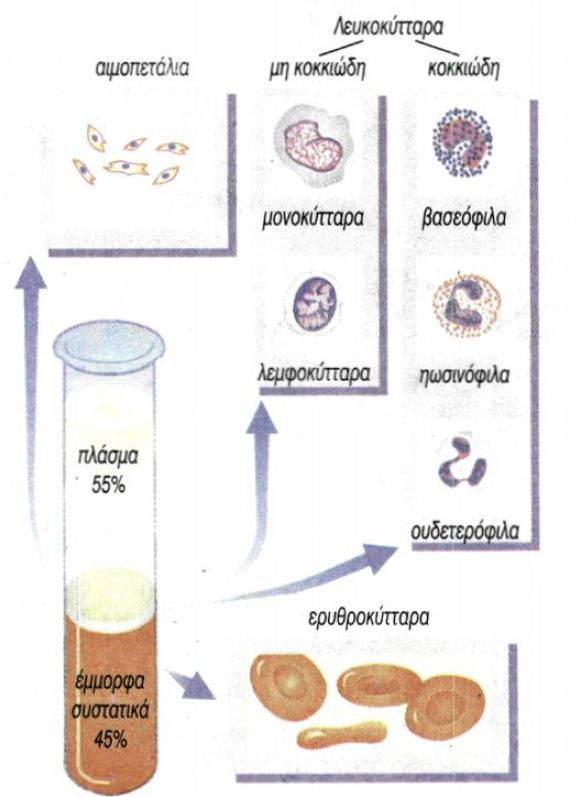 Λευκοκύτταρα
αιμοπετάλια
μη κοκκιώδη
κοκκιώδη
μονοκύτταρα
βασεόφιλα
λεμφοκύτταρα
ηωσινόφιλα
ουδετερόφιλα
πλάσμα
55%
ερυθροκύτταρα
έμμορφα
συστατικά
45%